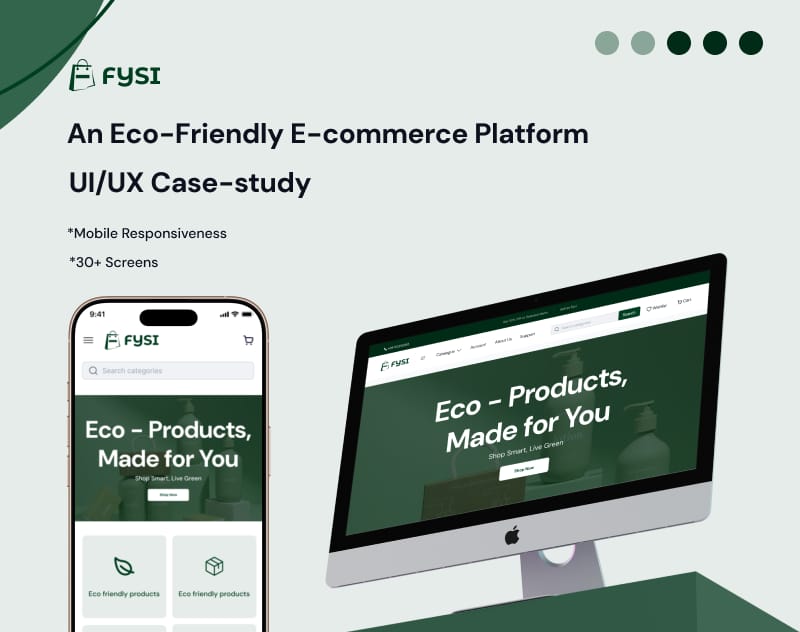 FYSI
An Eco-Friendly E-commerce Platform
UI/UX Case-study
*Mobile Responsiveness
*30+ Screens
9:41
FYSI
Search categories
Eco - Products,
Made for You
Shop Smart, Live Green
Shop Now
Eco friendly products
Eco friendly products
FYSI
Categories
Account
About Us
Support
Search categories
Search
Wishlist
Cart
Eco - Products,
Made for You
Shop Smart, Live Green
Shop Now